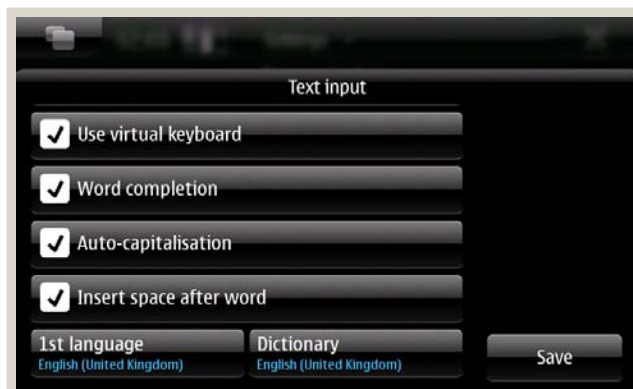 Text input
Use virtual keyboard
Word completion
Auto-capitalisation
Insert space after word
1st language
English (United Kingdom)
Dictionary
English (United Kingdom)
Save